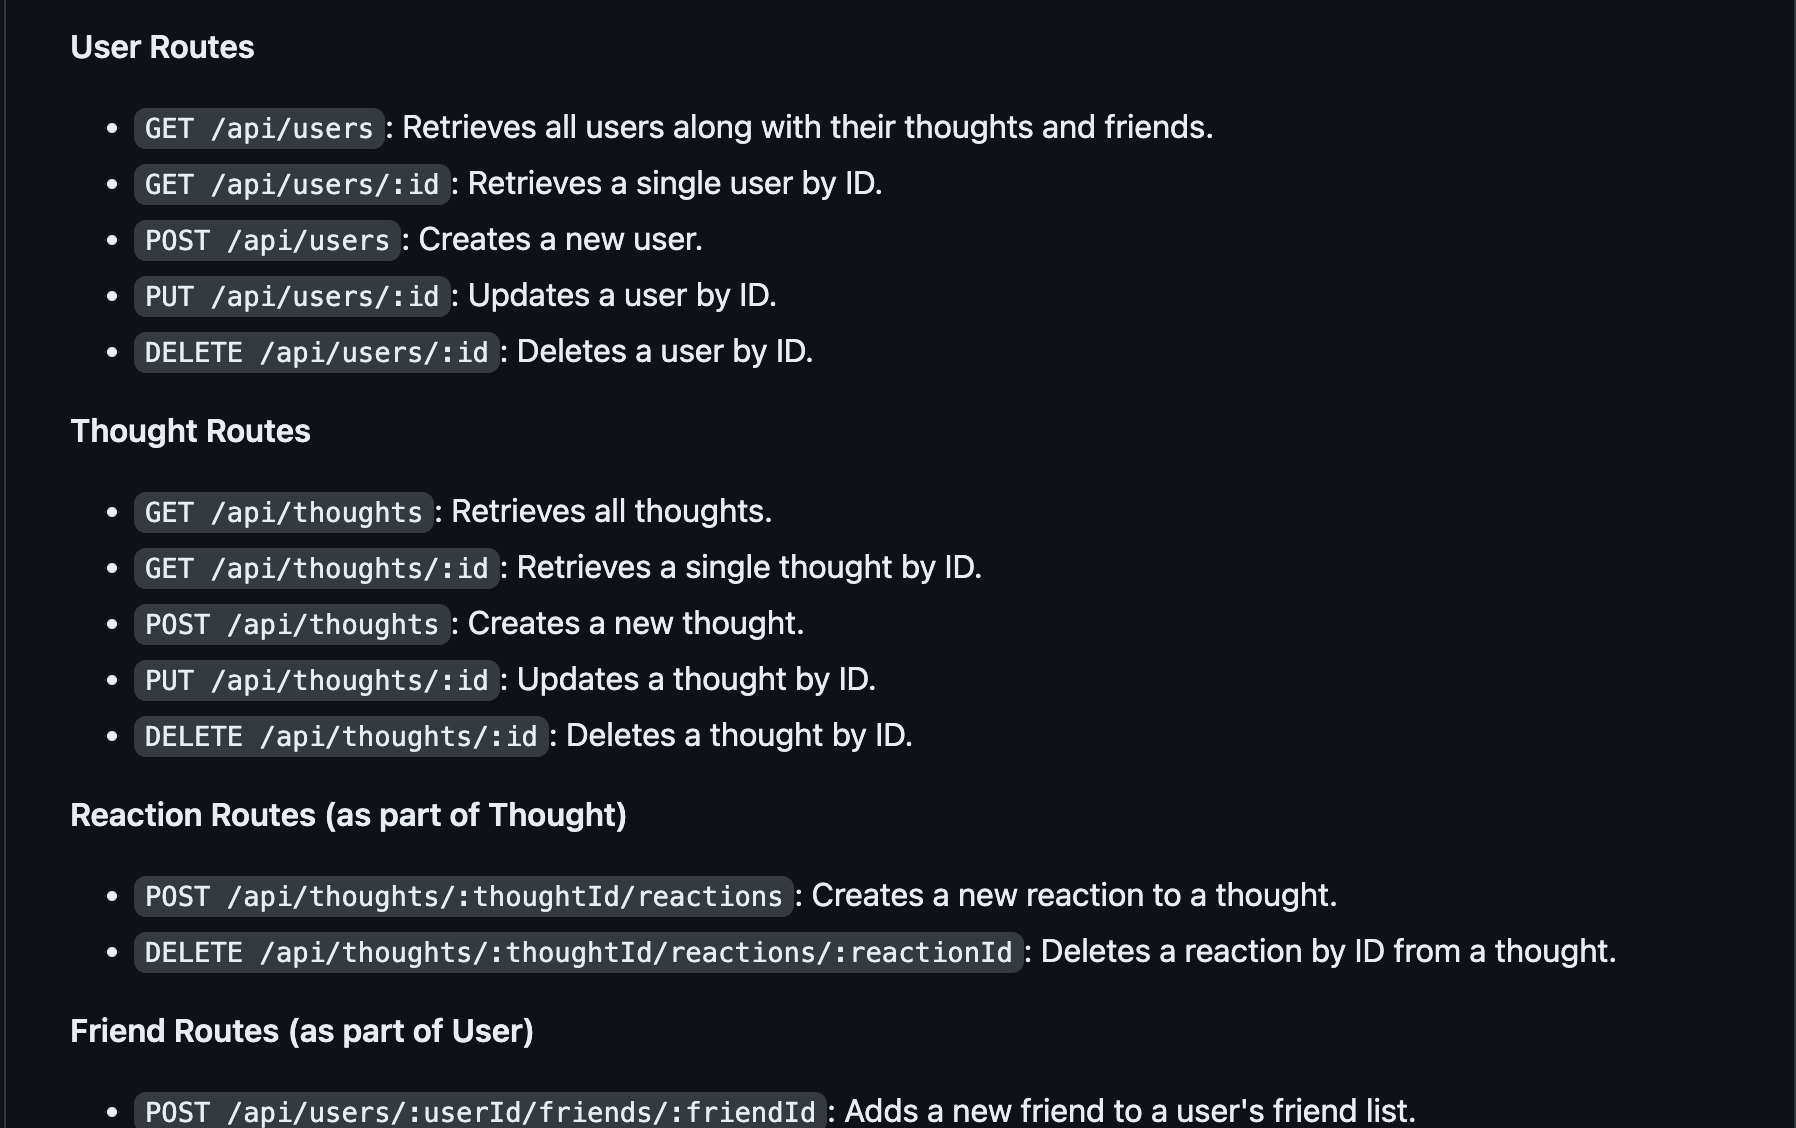 User Routes
GET /api/users: Retrieves all users along with their thoughts and friends.
GET /api/users/:id: Retrieves a single user by ID.
POST /api/users: Creates a new user.
PUT /api/users/:id: Updates a user by ID.
DELETE /api/users/:id: Deletes a user by ID.
Thought Routes
GET /api/thoughts: Retrieves all thoughts.
GET /api/thoughts/:id: Retrieves a single thought by ID.
POST /api/thoughts: Creates a new thought.
PUT /api/thoughts/:id: Updates a thought by ID.
DELETE /api/thoughts/:id: Deletes a thought by ID.
Reaction Routes (as part of Thought)
POST /api/thoughts/:thoughtId/reactions: Creates a new reaction to a thought.
DELETE /api/thoughts/:thoughtId/reactions/:reactionId: Deletes a reaction by ID from a thought.
Friend Routes (as part of User)
POST /api/users/:userId/friends/:friendId: Adds a new friend to a user's friend list.